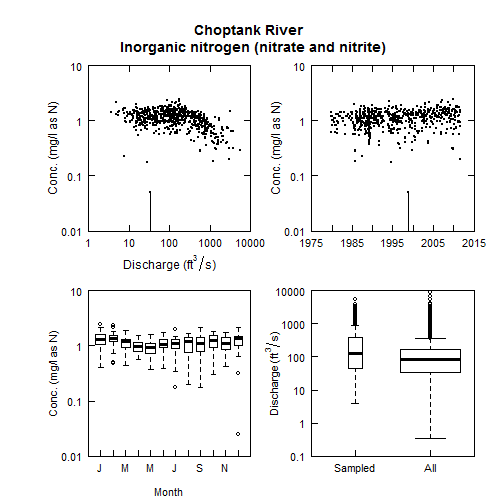 Choptank River
Inorganic nitrogen (nitrate and nitrite)
Conc. (mg/l as N)
10
1
0.1
0.01
1 10 100 1000 10000
Discharge (ft3/s)
Conc. (mg/l as N)
10
1
0.1
0.01
1975 1985 1995 2005 2015
Conc. (mg/l as N)
10
1
0.1
0.01
J M M J S N
Month
Discharge (ft3/s)
10000
1000
100
10
1
0.1
Sampled All